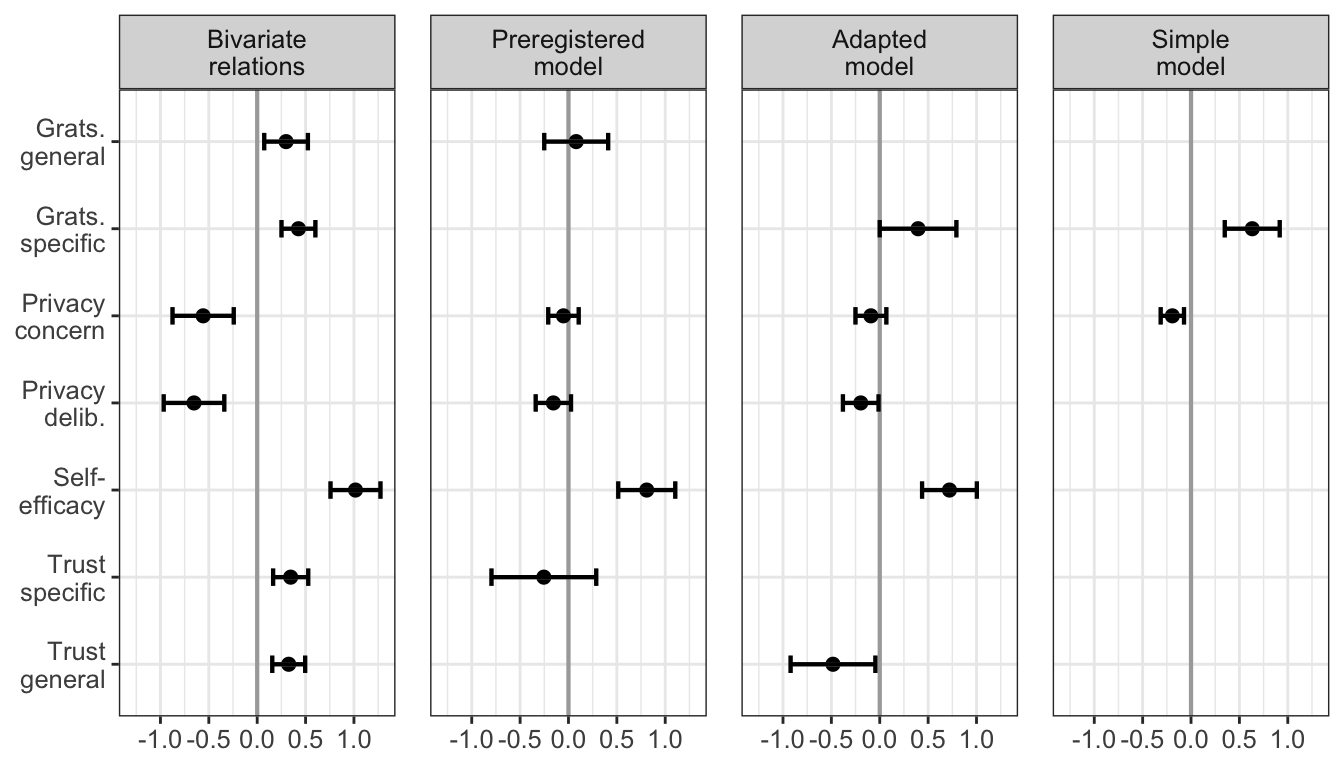 Bivariate
relations
Preregistered
model
Adapted
model
Simple
model
Grats.
general
Grats.
specific
Privacy
concern
Privacy
delib.
Self-
efficacy
Trust
specific
Trust
general
-1.0 -0.5 0.0 0.5 1.0
-1.0 -0.5 0.0 0.5 1.0
-1.0 -0.5 0.0 0.5 1.0
-1.0 -0.5 0.0 0.5 1.0